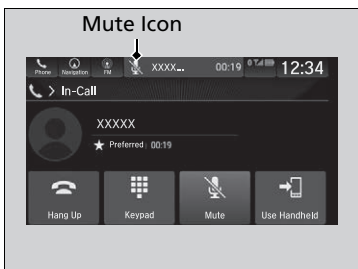 Mute Icon
Phone Navigation FM XXXX... 00:19 12:34
> In-Call
XXXXX
Preferred 00:19
Hang Up Keypad Mute Use Handheld